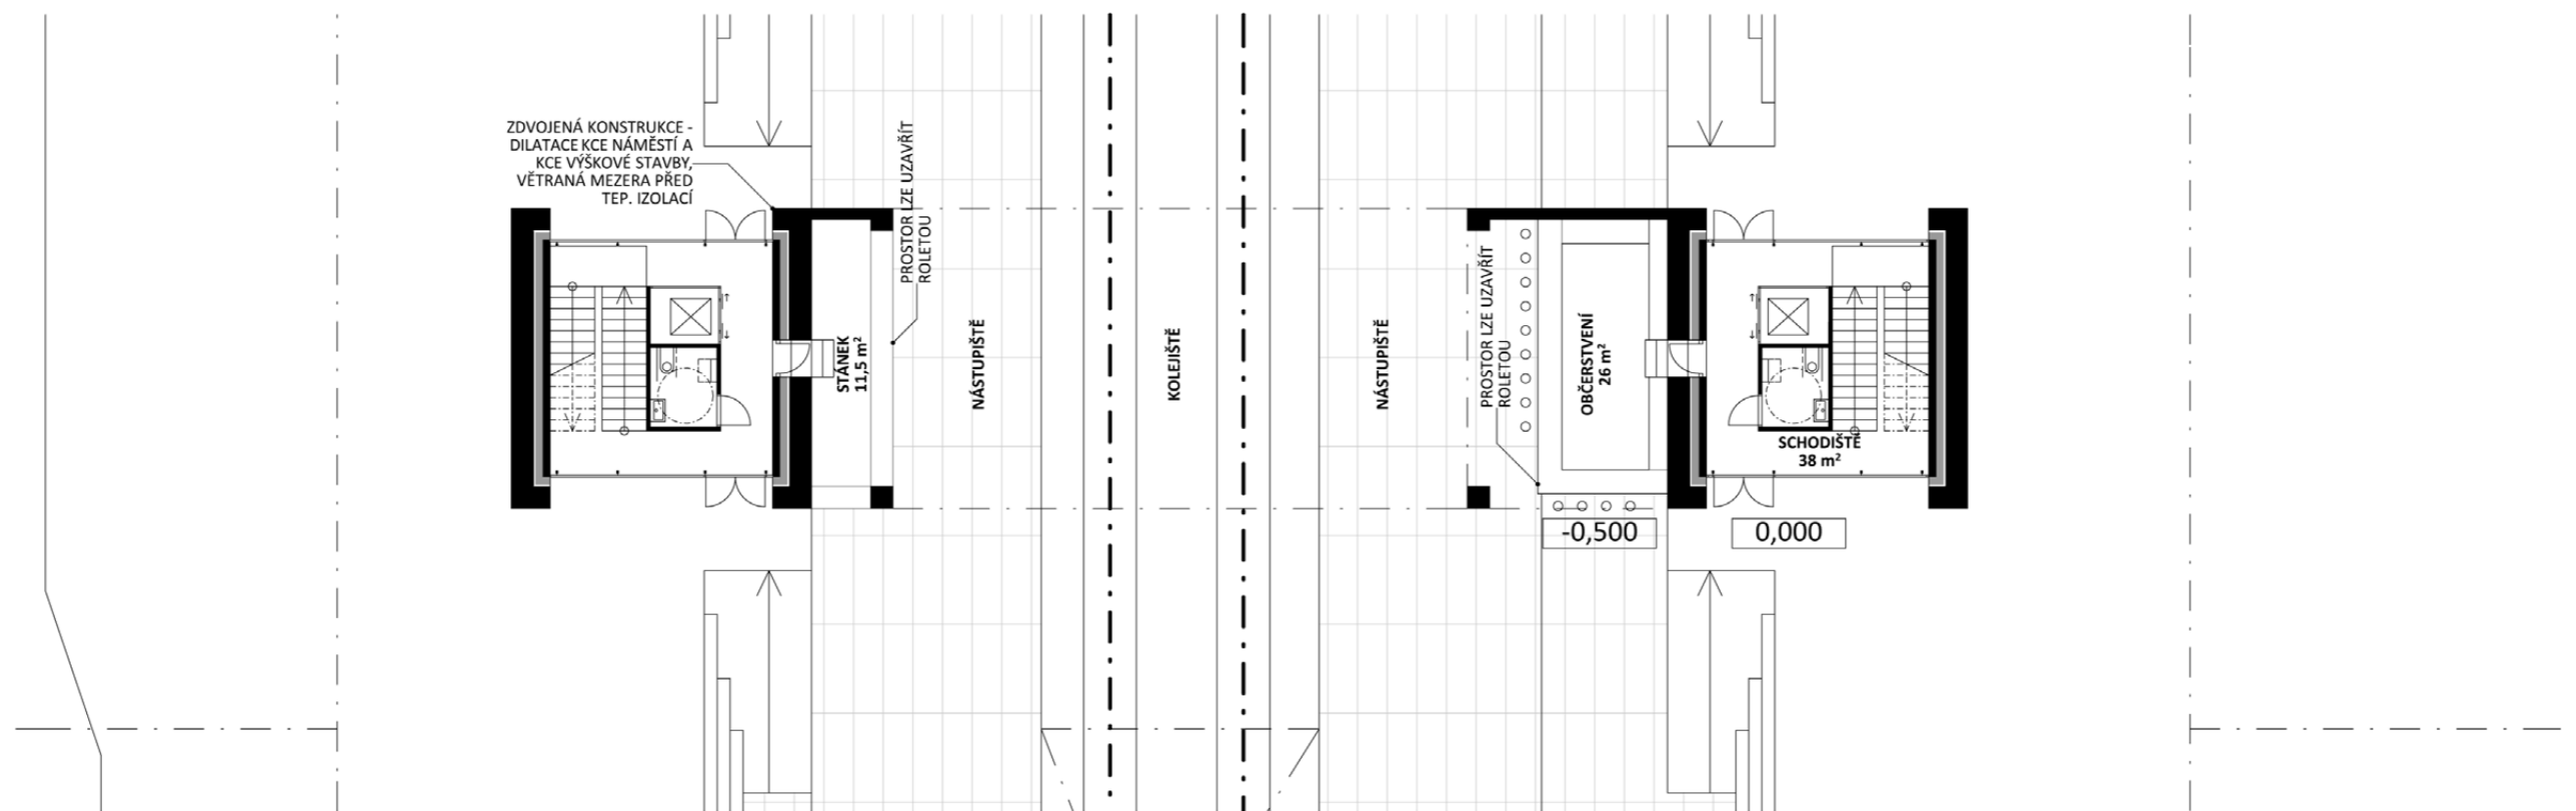 ZDVOJENÁ KONSTRUKCE -
DILATACE KCE NÁMĚSTÍ A
KCE VÝŠKOVÉ STAVBY,
VĚTRANÁ MEZERA PŘED
TEP. IZOLACÍ
STÁNEK
11,5 m²
PROSTOR LZE UZAVŘÍT
ROLETOU
NÁSTUPIŠTĚ
KOLEJIŠTĚ
NÁSTUPIŠTĚ
PROSTOR LZE UZAVŘÍT
ROLETOU
OBČERSTVENÍ
26 m²
SCHODIŠTĚ
38 m²
-0,500
0,000